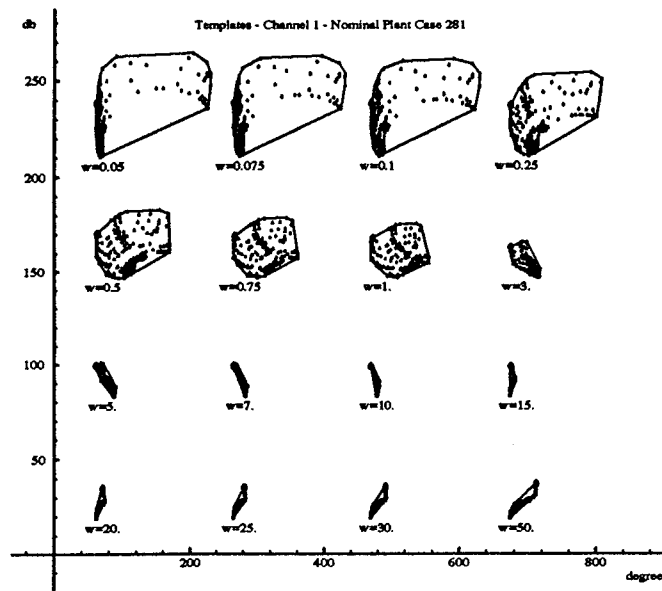 db
Templates - Channel 1 - Nominal Plant Case 281
250
w=0.05 w=0.075 w=0.1 w=0.25
200
150
w=0.5 w=0.75 w=1. w=3.
100
w=5. w=7. w=10. w=15.
50
w=20. w=25. w=30. w=50.
200 400 600 800
degree